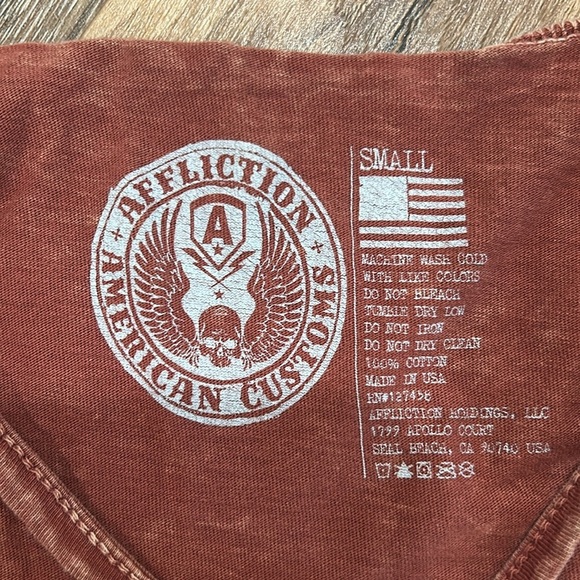 AFFLICTION
A
AMERICAN CUSTOMS
SMALL
MACHINE WASH COLD
WITH LIKE COLORS
DO NOT BLEACH
TUMBLE DRY LOW
DO NOT IRON
DO NOT DRY CLEAN
100% COTTON
MADE IN USA
RN#127458
AFFLICTION HOLDINGS, LLC
1799 APOLLO COURT
SEAL BEACH, CA 90740 USA